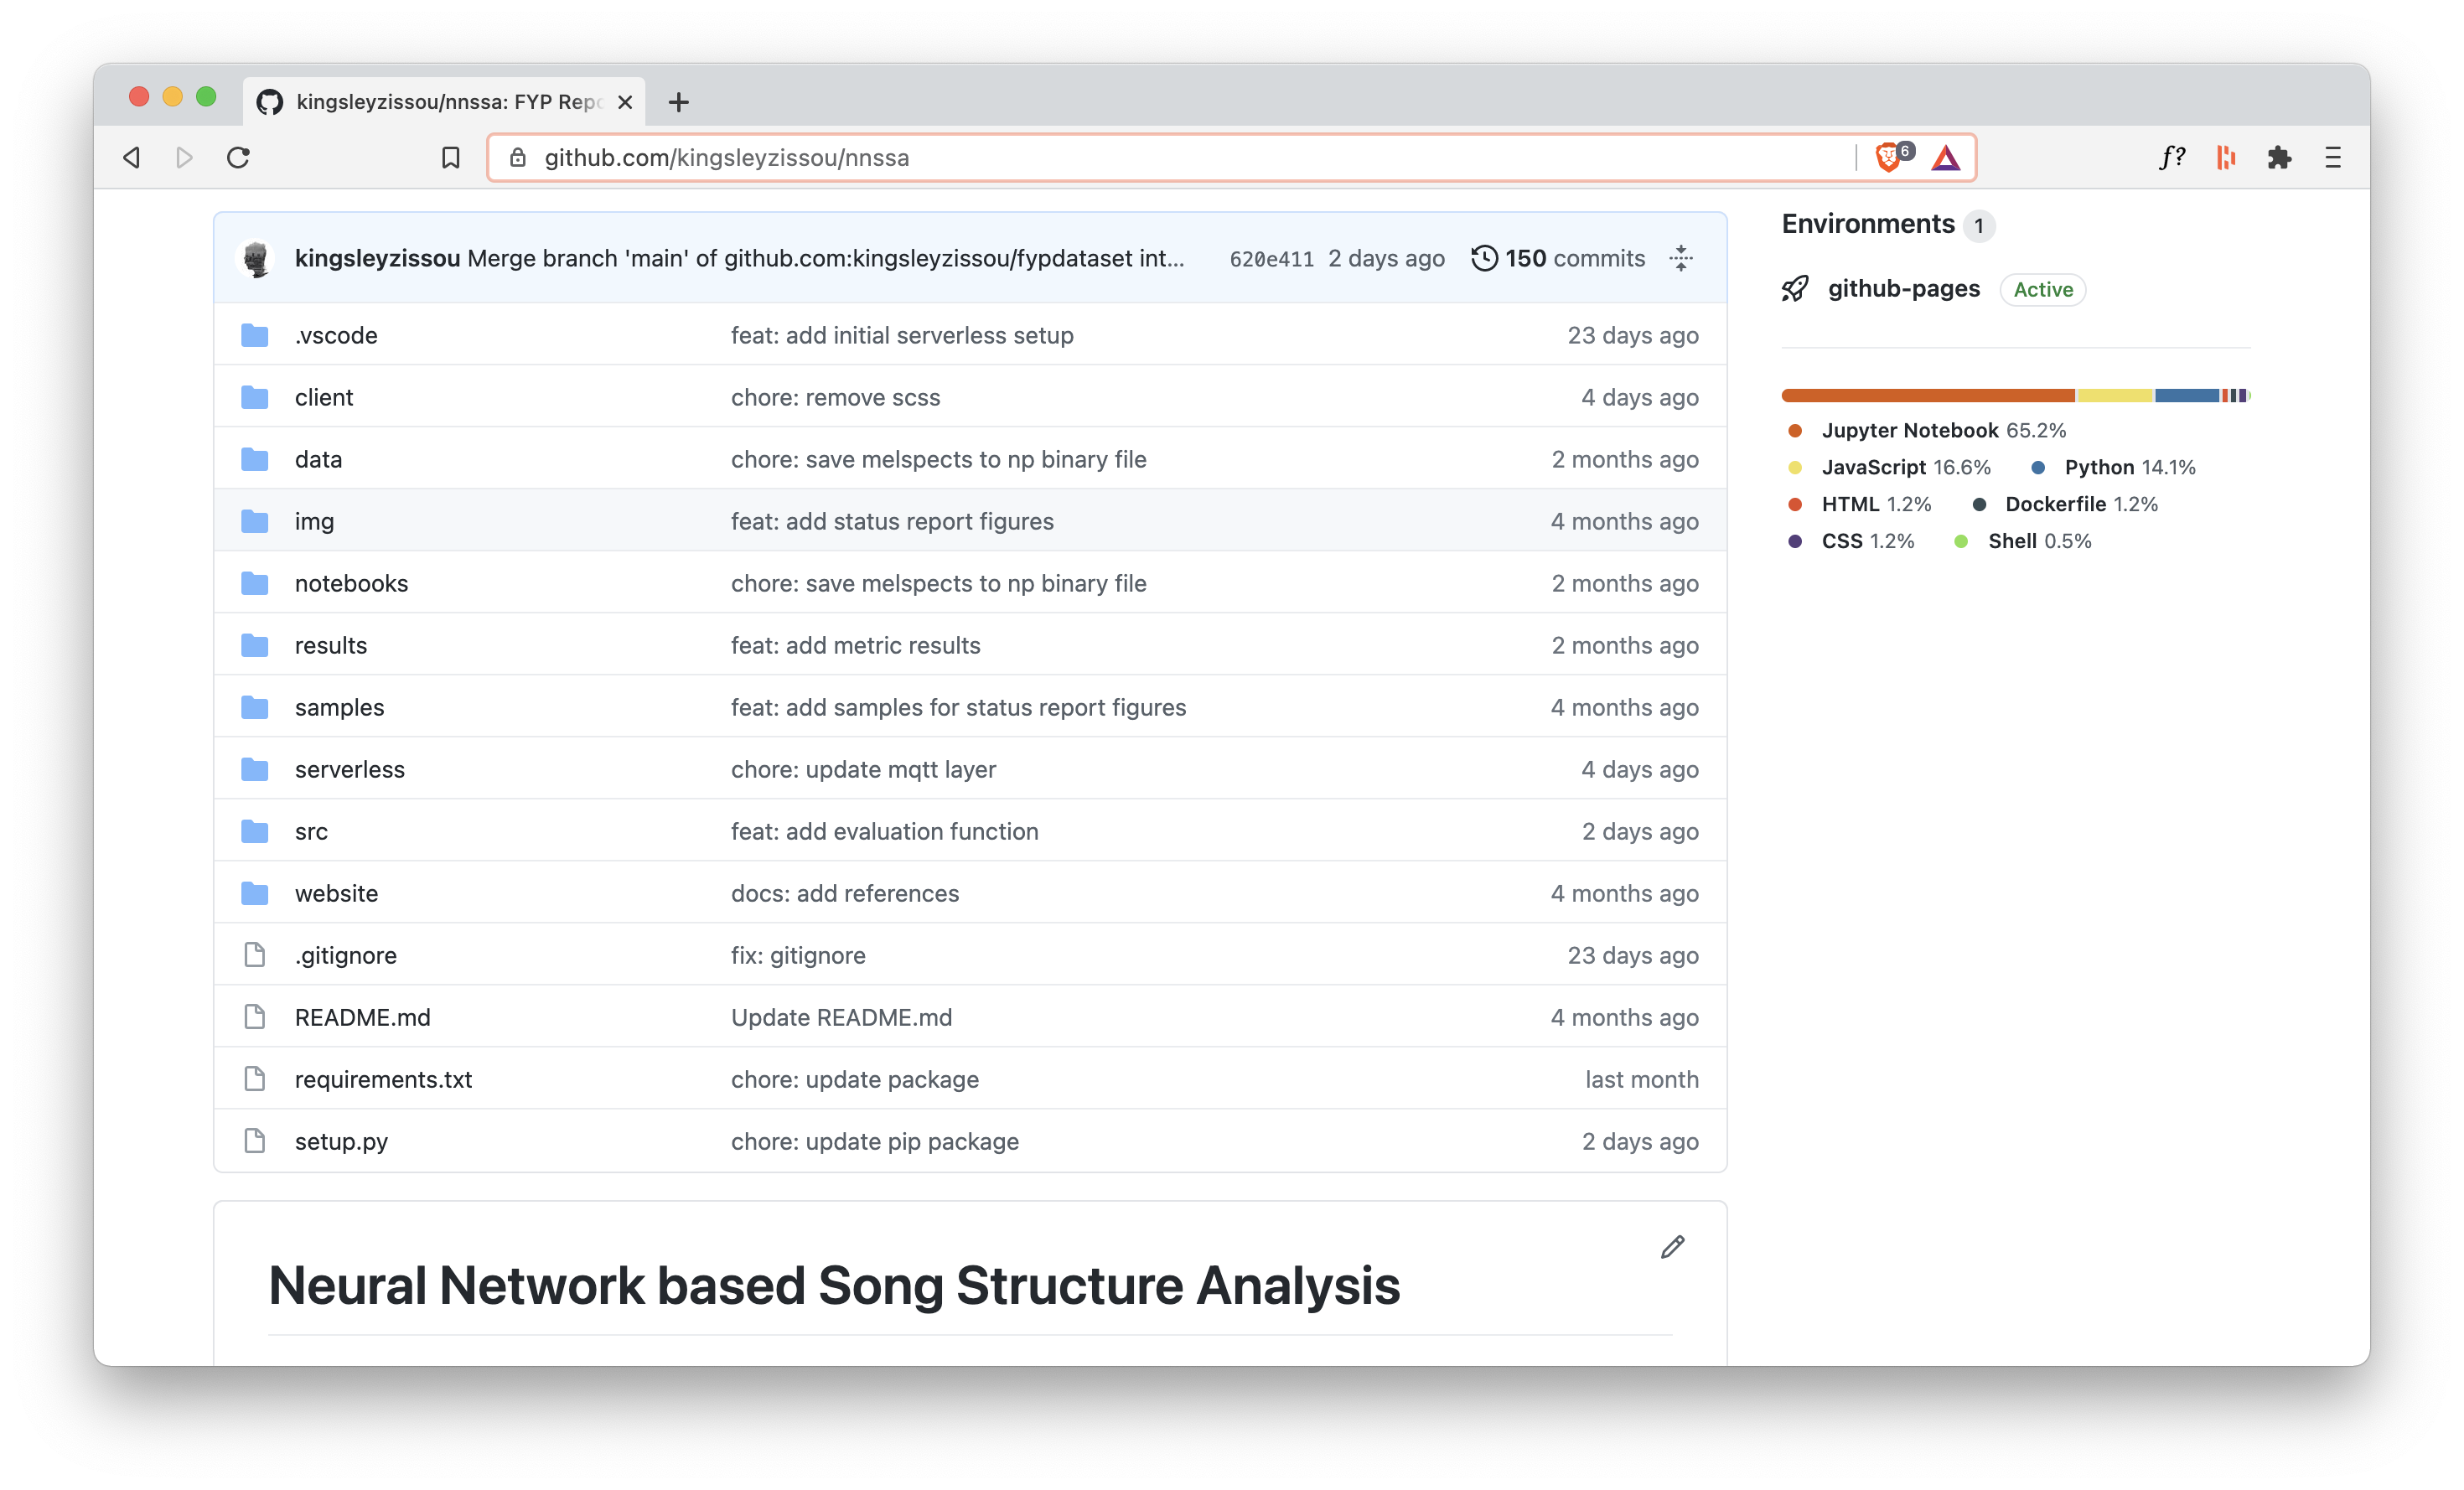 kingsleyzissou/nnssa: FYP Repo
github.com/kingsleyzissou/nnssa
6
f?
kingsleyzissou Merge branch 'main' of github.com:kingsleyzissou/fypdataset int... 620e411 2 days ago 150 commits
.vscode feat: add initial serverless setup 23 days ago
client chore: remove scss 4 days ago
data chore: save melspects to np binary file 2 months ago
img feat: add status report figures 4 months ago
notebooks chore: save melspects to np binary file 2 months ago
results feat: add metric results 2 months ago
samples feat: add samples for status report figures 4 months ago
serverless chore: update mqtt layer 4 days ago
src feat: add evaluation function 2 days ago
website docs: add references 4 months ago
.gitignore fix: gitignore 23 days ago
README.md Update README.md 4 months ago
requirements.txt chore: update package last month
setup.py chore: update pip package 2 days ago
Neural Network based Song Structure Analysis
Environments 1
github-pages Active
Jupyter Notebook 65.2%
JavaScript 16.6% Python 14.1%
HTML 1.2% Dockerfile 1.2%
CSS 1.2% Shell 0.5%